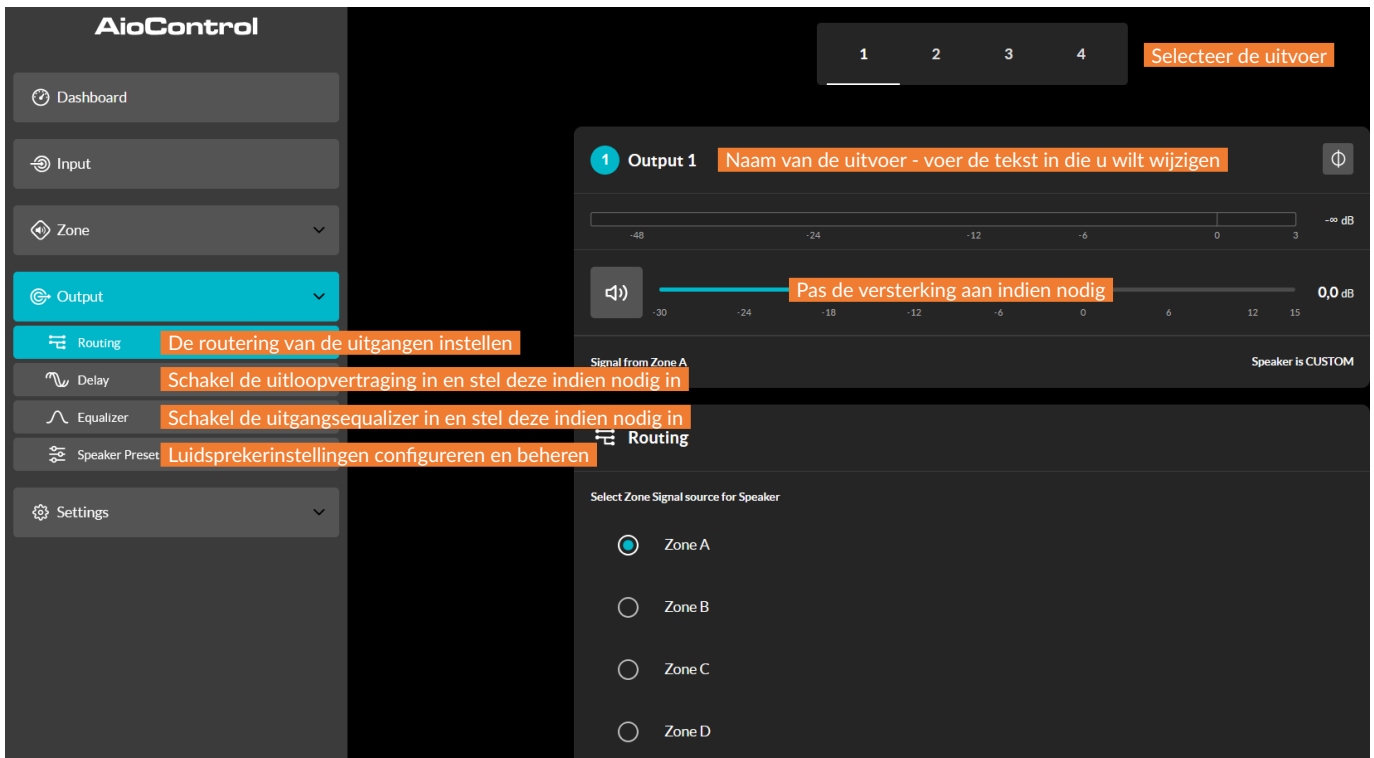 AioControl
Dashboard
Input
Zone
Output
Routing De routering van de uitgangen instellen
Delay Schakel de uitloopvertraging in en stel deze indien nodig in
Equalizer Schakel de uitgangsequalizer in en stel deze indien nodig in
Speaker Preset Luidsprekerinstellingen configureren en beheren
Settings
1 2 3 4 Selecteer de uitvoer
1 Output 1 Naam van de uitvoer - voer de tekst in die u wilt wijzigen
-∞ dB
-48 -24 -12 -6 0 3
Pas de versterking aan indien nodig 0,0 dB
-30 -24 -18 -12 -6 0 6 12 15
Signal from Zone A Speaker is CUSTOM
Routing
Select Zone Signal source for Speaker
Zone A
Zone B
Zone C
Zone D